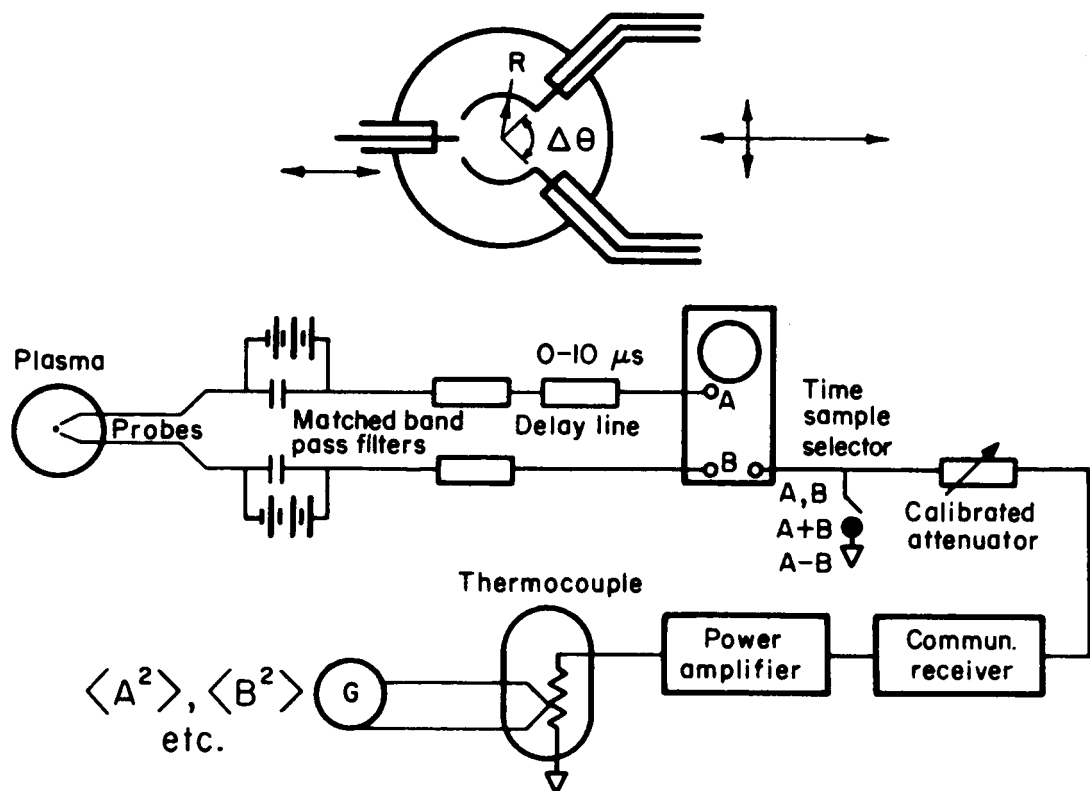 R
Δθ
Plasma
Probes
Matched band
pass filters
0-10 μs
Delay line
A
B
Time
sample
selector
A,B
A+B
A-B
Calibrated
attenuator
Thermocouple
Power
amplifier
Commun.
receiver
G
⟨A²⟩, ⟨B²⟩
etc.